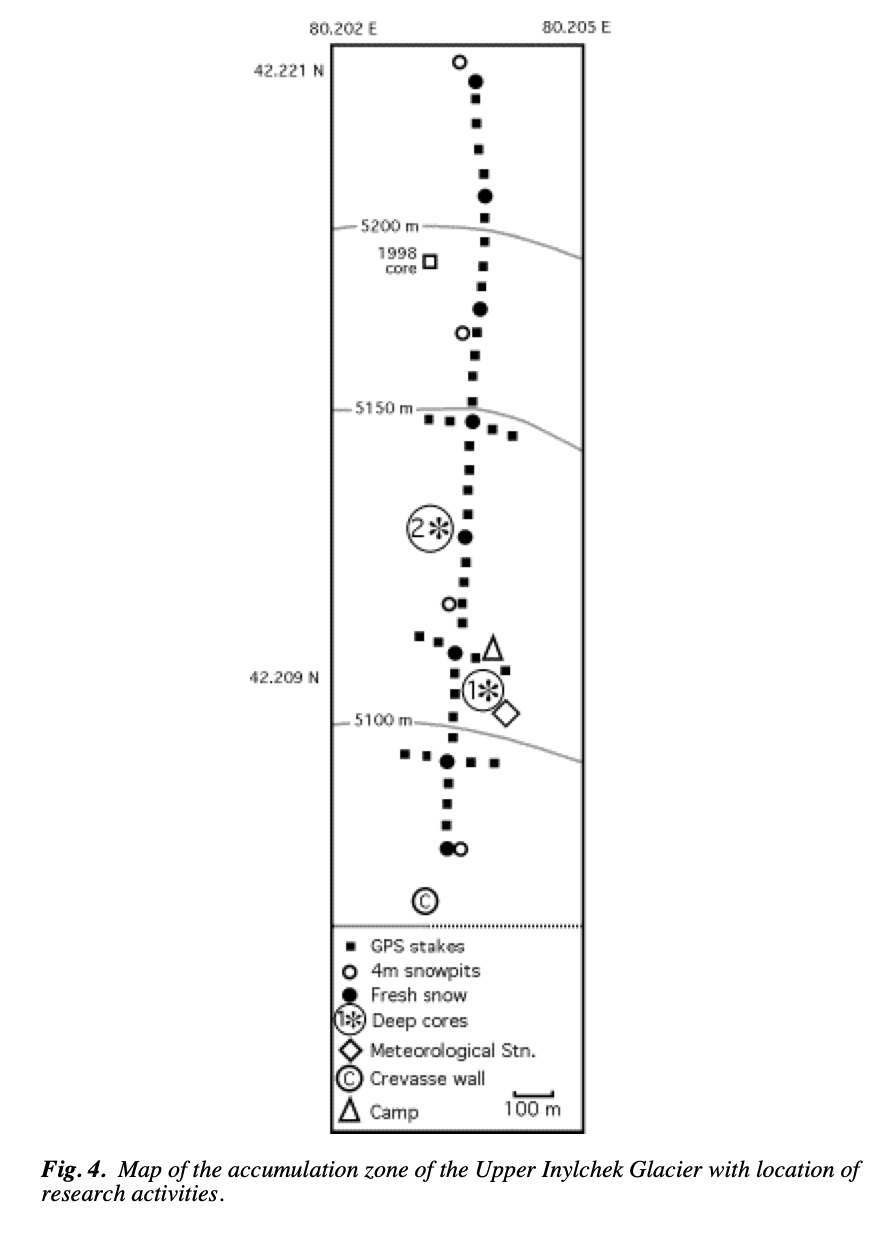 80.202 E
80.205 E
42.221 N
5200 m
1998
core
5150 m
2
1
42.209 N
5100 m
C
GPS stakes
4m snowpits
Fresh snow
1 Deep cores
Meteorological Stn.
C Crevasse wall
Camp
100 m
Fig. 4. Map of the accumulation zone of the Upper Inylchek Glacier with location of
research activities.